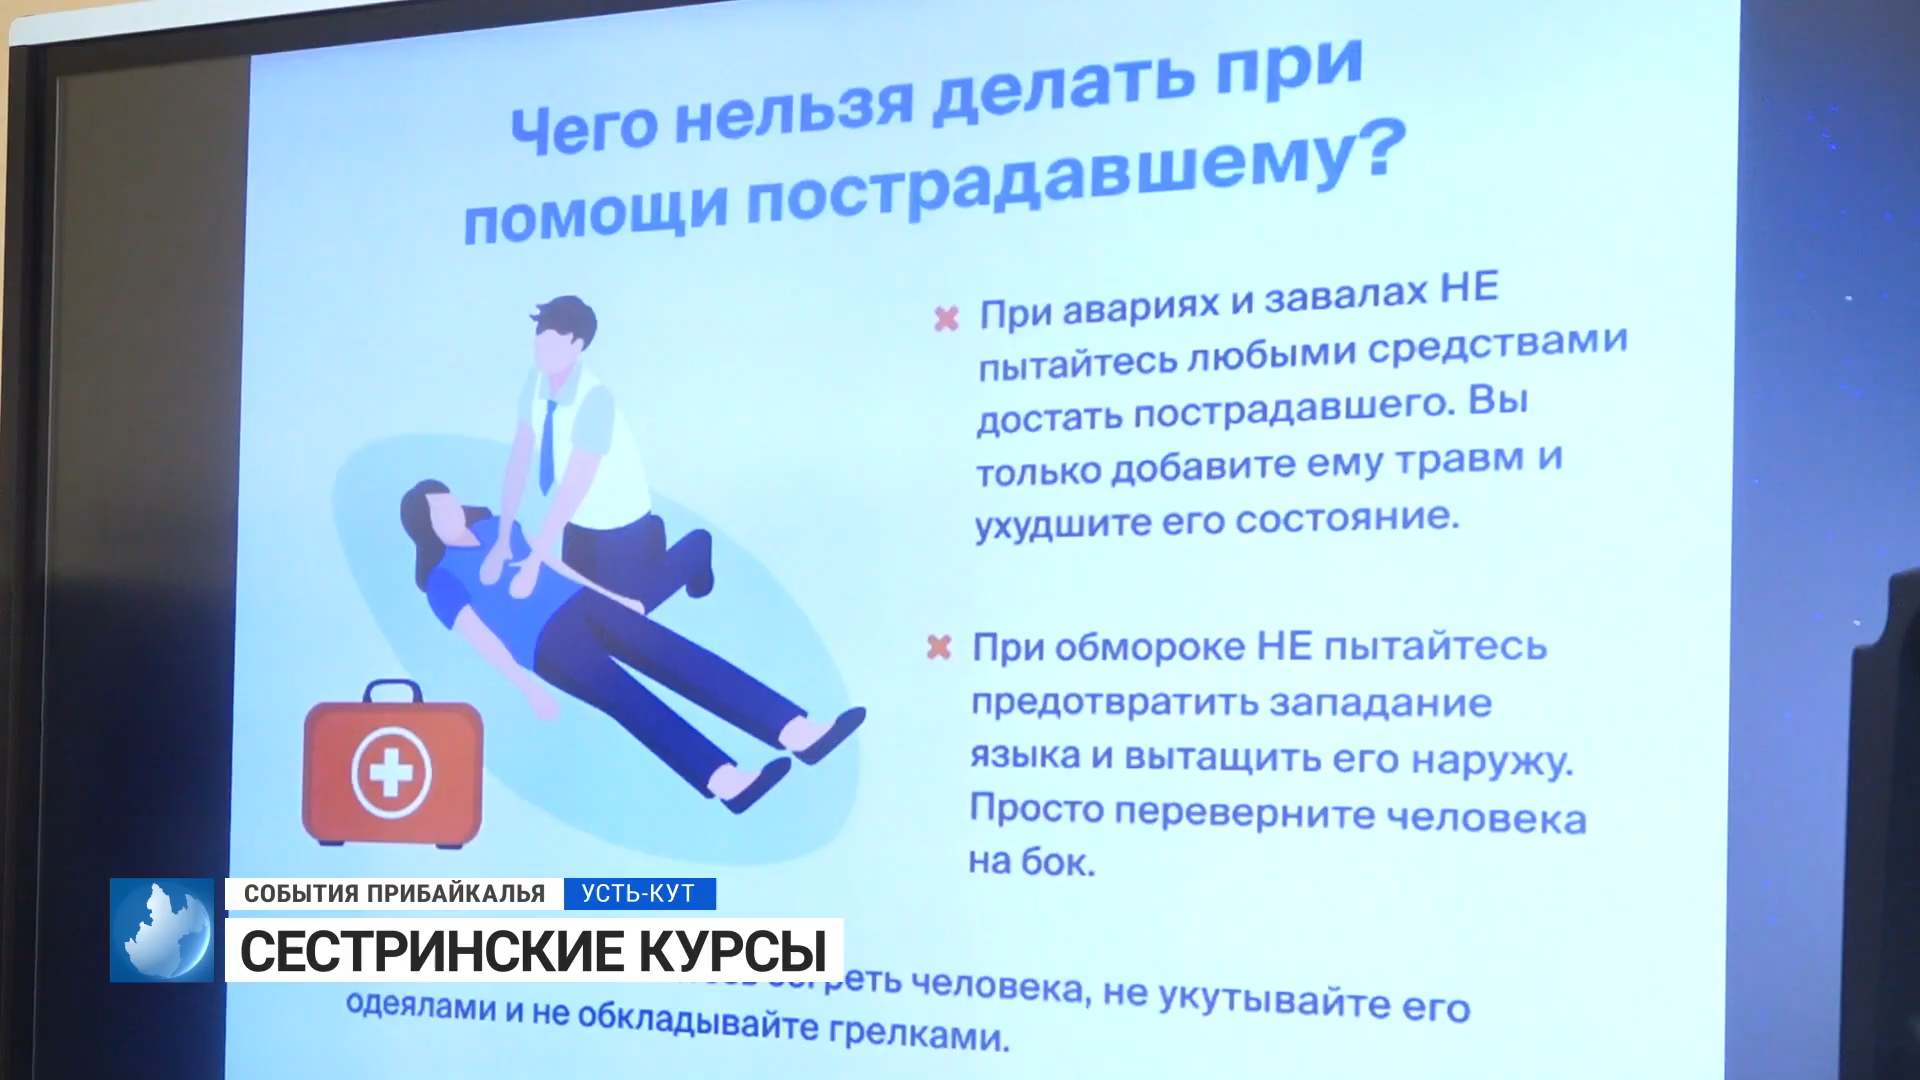 Чего нельзя делать при
помощи пострадавшему?
При авариях и завалах НЕ
пытайтесь любыми средствами
достать пострадавшего. Вы
только добавите ему травм и
ухудшите его состояние.
При обмороке НЕ пытайтесь
предотвратить западание
языка и вытащить его наружу.
Просто переверните человека
на бок.
СОБЫТИЯ ПРИБАЙКАЛЬЯ УСТЬ-КУТ
СЕСТРИНСКИЕ КУРСЫ
человека, не укутывайте его
одеялами и не обкладывайте грелками.